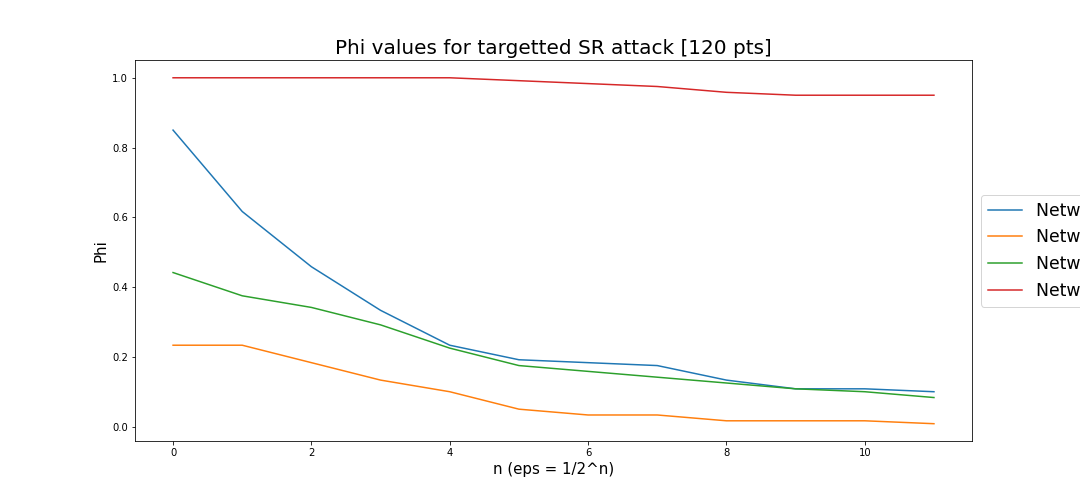 Phi values for targetted SR attack [120 pts]
1.0
0.8
0.6
0.4
0.2
0.0
Phi
0 2 4 6 8 10
n (eps = 1/2^n)
Netw
Netw
Netw
Netw